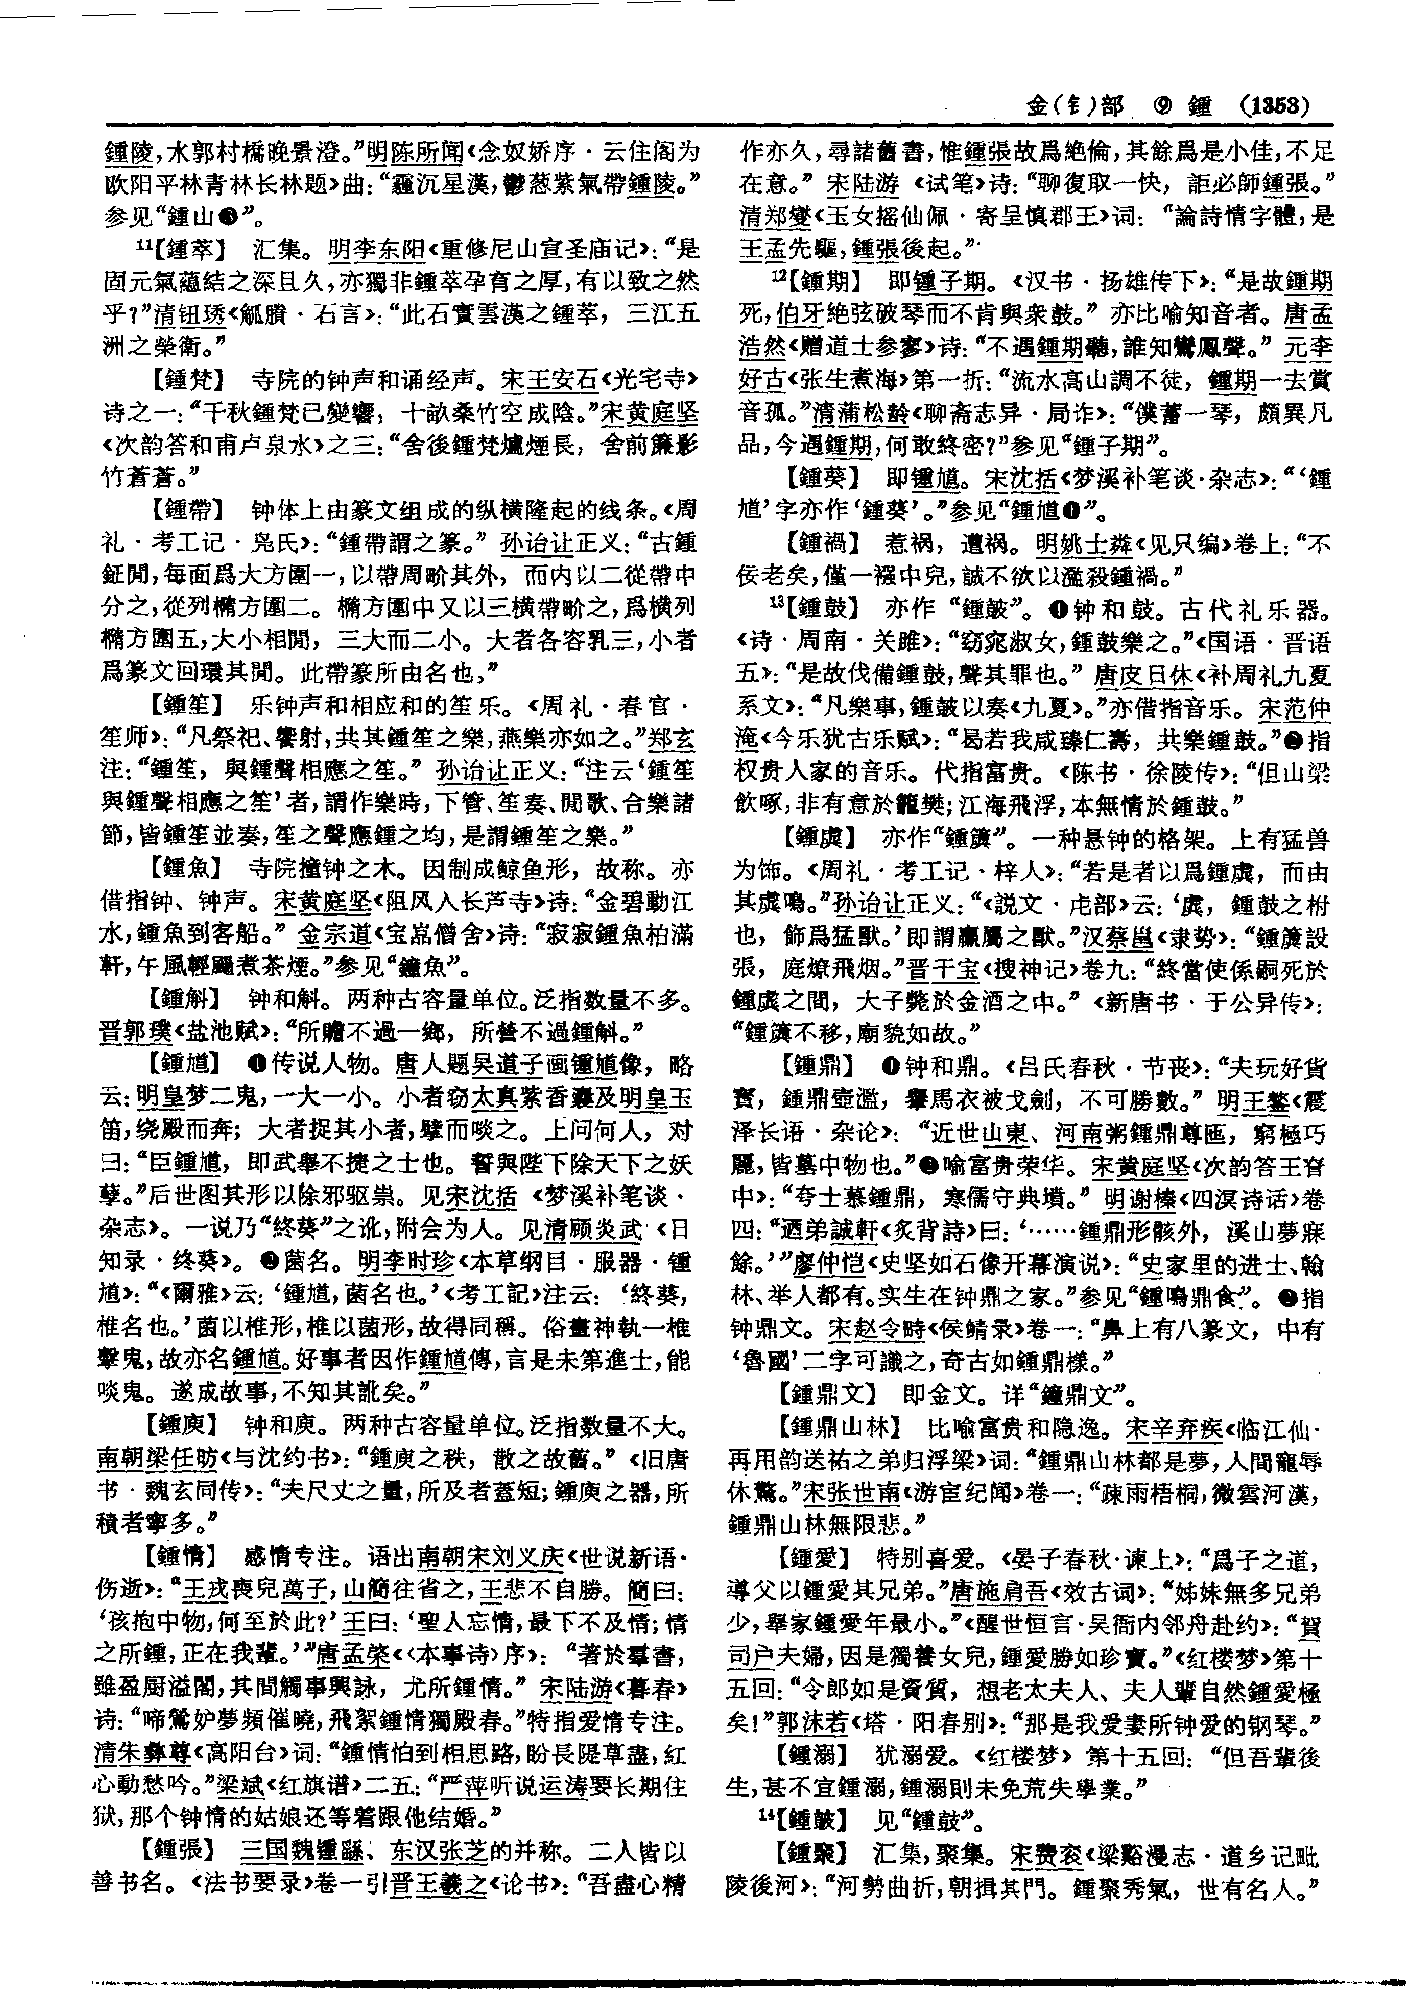 金(钅)部 ⑨ 鍾 (1353)
鍾陵,水郭村橋晚景澄。”明陈所闻《念奴娇序·云住阁为
欧阳平林青林长林题》曲:“龗沉星漢,鬱葱紫氣帶鍾陵。”
参见“鍾山❸”。
11【鍾萃】 汇集。明李东阳《重修尼山宣圣庙记》:“是
固元氣藴結之深且久,亦獨非鍾萃孕育之厚,有以致之然
乎?”清钮琇《觚賸·石言》:“此石實雲漢之鍾萃,三江五
洲之榮衛。”
【鍾梵】 寺院的钟声和诵经声。宋王安石《光宅寺》
诗之一:“千秋鍾梵已變響,十畝桑竹空成陰。”宋黄庭坚
《次韵答和甫卢泉水》之三:“舍後鍾梵爐煙長,舍前簾影
竹蒼蒼。”
【鍾帶】 钟体上由篆文组成的纵横隆起的线条。《周
礼·考工记·凫氏》:“鍾帶謂之篆。”孙诒让正义:“古鍾
鉦閒,每面爲大方圍一,以帶周畍其外,而内以二從帶中
分之,從列橢方圍二。橢方圍中又以三横帶畍之,爲横列
橢方圍五,大小相閒,三大而二小。大者各容乳三,小者
爲篆文回環其閒。此帶篆所由名也,”
【鍾笙】 乐钟声和相应和的笙乐。《周礼·春官·
笙师》:“凡祭祀、饗射,共其鍾笙之樂,燕樂亦如之。”郑玄
注:“鍾笙,與鍾聲相應之笙。”孙诒让正义:“注云‘鍾笙
與鍾聲相應之笙’者,謂作樂時,下管、笙奏、閒歌、合樂諸
節,皆鍾笙並奏,笙之聲應鍾之均,是謂鍾笙之樂。”
【鍾魚】 寺院撞钟之木。因制成鲸鱼形,故称。亦
借指钟、钟声。宋黄庭坚《阻风入长芦寺》诗:“金碧動江
水,鍾魚到客船。”金宗道《宝嵓僧舍》诗:“寂寂鍾魚柏滿
軒,午風輕颺煮茶煙。”参见“鐘魚”。
【鍾斛】 钟和斛。两种古容量单位。泛指数量不多。
晋郭璞《盐池赋》:“所贍不過一鄉,所營不過鍾斛。”
【鍾馗】 ❶传说人物。唐人题吴道子画锺馗像,略
云:明皇梦二鬼,一大一小。小者窃太真紫香囊及明皇玉
笛,绕殿而奔;大者捉其小者,擘而啖之。上问何人,对
曰:“臣鍾馗,即武舉不捷之士也。誓與陛下除天下之妖
孽。”后世图其形以除邪驱祟。见宋沈括《梦溪补笔谈·
杂志》。一说乃“終葵”之讹,附会为人。见清顾炎武《日
知录·终葵》。❷菌名。明李时珍《本草纲目·服器·锺
馗》:“《爾雅》云:‘鍾馗,菌名也。’《考工記》注云:‘終葵,
椎名也。’菌以椎形,椎以菌形,故得同稱。俗畫神執一椎
擊鬼,故亦名鍾馗。好事者因作鍾馗傳,言是未第進士,能
啖鬼。遂成故事,不知其訛矣。”
【鍾庾】 钟和庾。两种古容量单位。泛指数量不大。
南朝梁任昉《与沈约书》:“鍾庾之秩,散之故舊。”《旧唐
书·魏玄同传》:“夫尺丈之量,所及者蓋短;鍾庾之器,所
積者寧多。”
【鍾情】 感情专注。语出南朝宋刘义庆《世说新语·
伤逝》:“王戎喪兒萬子,山簡往省之,王悲不自勝。簡曰:
‘孩抱中物,何至於此?’王曰:‘聖人忘情,最下不及情;情
之所鍾,正在我輩。’”唐孟棨《〈本事诗〉序》:“著於羣書,
雖盈厨溢閣,其間觸事興詠,尤所鍾情。”宋陆游《暮春》
诗:“啼鶯妒夢頻催曉,飛絮鍾情獨殿春。”特指爱情专注。
清朱彝尊《高阳台》词:“鍾情怕到相思路,盼長隄草盡,紅
心動愁吟。”梁斌《红旗谱》二五:“严萍听说运涛要长期住
狱,那个钟情的姑娘还等着跟他结婚。”
【鍾張】 三国魏锺繇、东汉张芝的并称。二人皆以
善书名。《法书要录》卷一引晋王羲之《论书》:“吾盡心精
作亦久,尋諸舊書,惟鍾張故爲絶倫,其餘爲是小佳,不足
在意。”宋陆游《试笔》诗:“聊復取一快,詎必師鍾張。”
清郑燮《玉女摇仙佩·寄呈慎郡王》词:“論詩情字體,是
王孟先驅,鍾張後起。”
12【鍾期】 即锺子期。《汉书·扬雄传下》:“是故鍾期
死,伯牙絶弦破琴而不肯與衆鼓。”亦比喻知音者。唐孟
浩然《赠道士参寥》诗:“不遇鍾期聽,誰知鸞鳳聲。”元李
好古《张生煮海》第一折:“流水高山調不徒,鍾期一去賞
音孤。”清蒲松龄《聊斋志异·局诈》:“僕蓄一琴,頗異凡
品,今遇鍾期,何敢終密?”参见“鍾子期”。
【鍾葵】 即锺馗。宋沈括《梦溪补笔谈·杂志》:“‘鍾
馗’字亦作‘鍾葵’。”参见“鍾馗❶”。
【鍾禍】 惹祸,遭祸。明姚士粦《见只编》卷上:“不
佞老矣,僅一襁中兒,誠不欲以濫殺鍾禍。”
13【鍾鼓】 亦作“鍾皷”。❶钟和鼓。古代礼乐器。
《诗·周南·关雎》:“窈窕淑女,鍾鼓樂之。”《国语·晋语
五》:“是故伐備鍾鼓,聲其罪也。”唐皮日休《补周礼九夏
系文》:“凡樂事,鍾皷以奏《九夏》。”亦借指音乐。宋范仲
淹《今乐犹古乐赋》:“曷若我咸臻仁壽,共樂鍾鼓。”❷指
权贵人家的音乐。代指富贵。《陈书·徐陵传》:“但山梁
飲啄,非有意於籠樊;江海飛浮,本無情於鍾鼓。”
【鍾虡】 亦作“鍾簴”。一种悬钟的格架。上有猛兽
为饰。《周礼·考工记·梓人》:“若是者以爲鍾虡,而由
其虡鳴。”孙诒让正义:“《説文·虍部》云:‘虡,鍾鼓之柎
也,飾爲猛獸。’即謂臝屬之獸。”汉蔡邕《隶势》:“鍾簴設
張,庭燎飛烟。”晋干宝《搜神记》卷九:“終當使係嗣死於
鍾虡之間,大子斃於金酒之中。”《新唐书·于公异传》:
“鍾簴不移,廟貌如故。”
【鍾鼎】 ❶钟和鼎。《吕氏春秋·节丧》:“夫玩好貨
寶,鍾鼎壺濫,轝馬衣被戈劍,不可勝數。”明王鏊《震
泽长语·杂论》:“近世山東、河南粥鍾鼎尊匜,窮極巧
麗,皆墓中物也。”❷喻富贵荣华。宋黄庭坚《次韵答王眘
中》:“夸士慕鍾鼎,寒儒守典墳。”明谢榛《四溟诗话》卷
四:“迺弟誠軒《炙背詩》曰:‘……鍾鼎形骸外,溪山夢寐
餘。’”廖仲恺《史坚如石像开幕演说》:“史家里的进士、翰
林、举人都有。实生在钟鼎之家。”参见“鍾鳴鼎食”。❸指
钟鼎文。宋赵令畤《侯鲭录》卷一:“鼻上有八篆文,中有
‘魯國’二字可識之,奇古如鍾鼎樣。”
【鍾鼎文】 即金文。详“鐘鼎文”。
【鍾鼎山林】 比喻富贵和隐逸。宋辛弃疾《临江仙·
再用韵送祐之弟归浮梁》词:“鍾鼎山林都是夢,人間寵辱
休驚。”宋张世南《游宦纪闻》卷一:“疎雨梧桐,微雲河漢,
鍾鼎山林無限悲。”
【鍾愛】 特别喜爱。《晏子春秋·谏上》:“爲子之道,
導父以鍾愛其兄弟。”唐施肩吾《效古词》:“姊妹無多兄弟
少,舉家鍾愛年最小。”《醒世恒言·吴衙内邻舟赴约》:“賀
司户夫婦,因是獨養女兒,鍾愛勝如珍寶。”《红楼梦》第十
五回:“令郎如是資質,想老太夫人、夫人輩自然鍾愛極
矣!”郭沫若《塔·阳春别》:“那是我爱妻所钟爱的钢琴。”
【鍾溺】 犹溺爱。《红楼梦》第十五回:“但吾輩後
生,甚不宜鍾溺,鍾溺則未免荒失學業。”
14【鍾皷】 见“鍾鼓”。
【鍾聚】 汇集,聚集。宋费衮《梁谿漫志·道乡记毗
陵後河》:“河勢曲折,朝揖其門。鍾聚秀氣,世有名人。”